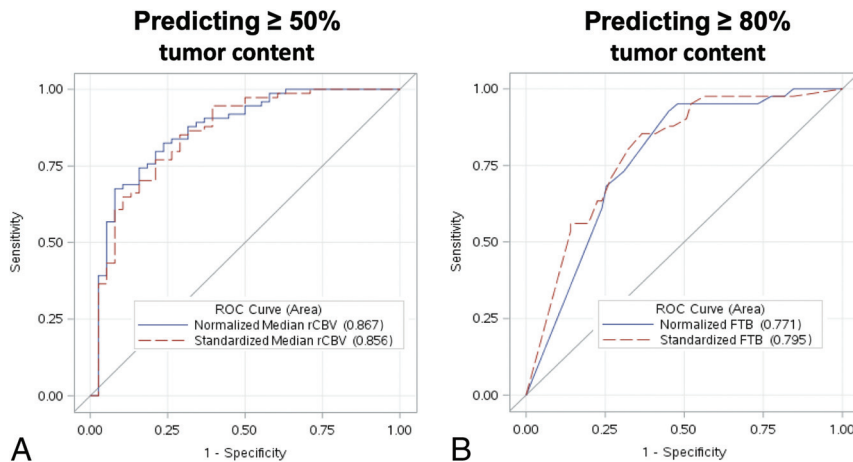 Predicting ≥ 50%
tumor content
1.00
0.75
0.50
0.25
0.00
Sensitivity
ROC Curve (Area)
Normalized Median rCBV (0.867)
Standardized Median rCBV (0.856)
0.00 0.25 0.50 0.75 1.00
1 - Specificity
A
Predicting ≥ 80%
tumor content
1.00
0.75
0.50
0.25
0.00
Sensitivity
ROC Curve (Area)
Normalized FTB (0.771)
Standardized FTB (0.795)
0.00 0.25 0.50 0.75 1.00
1 - Specificity
B